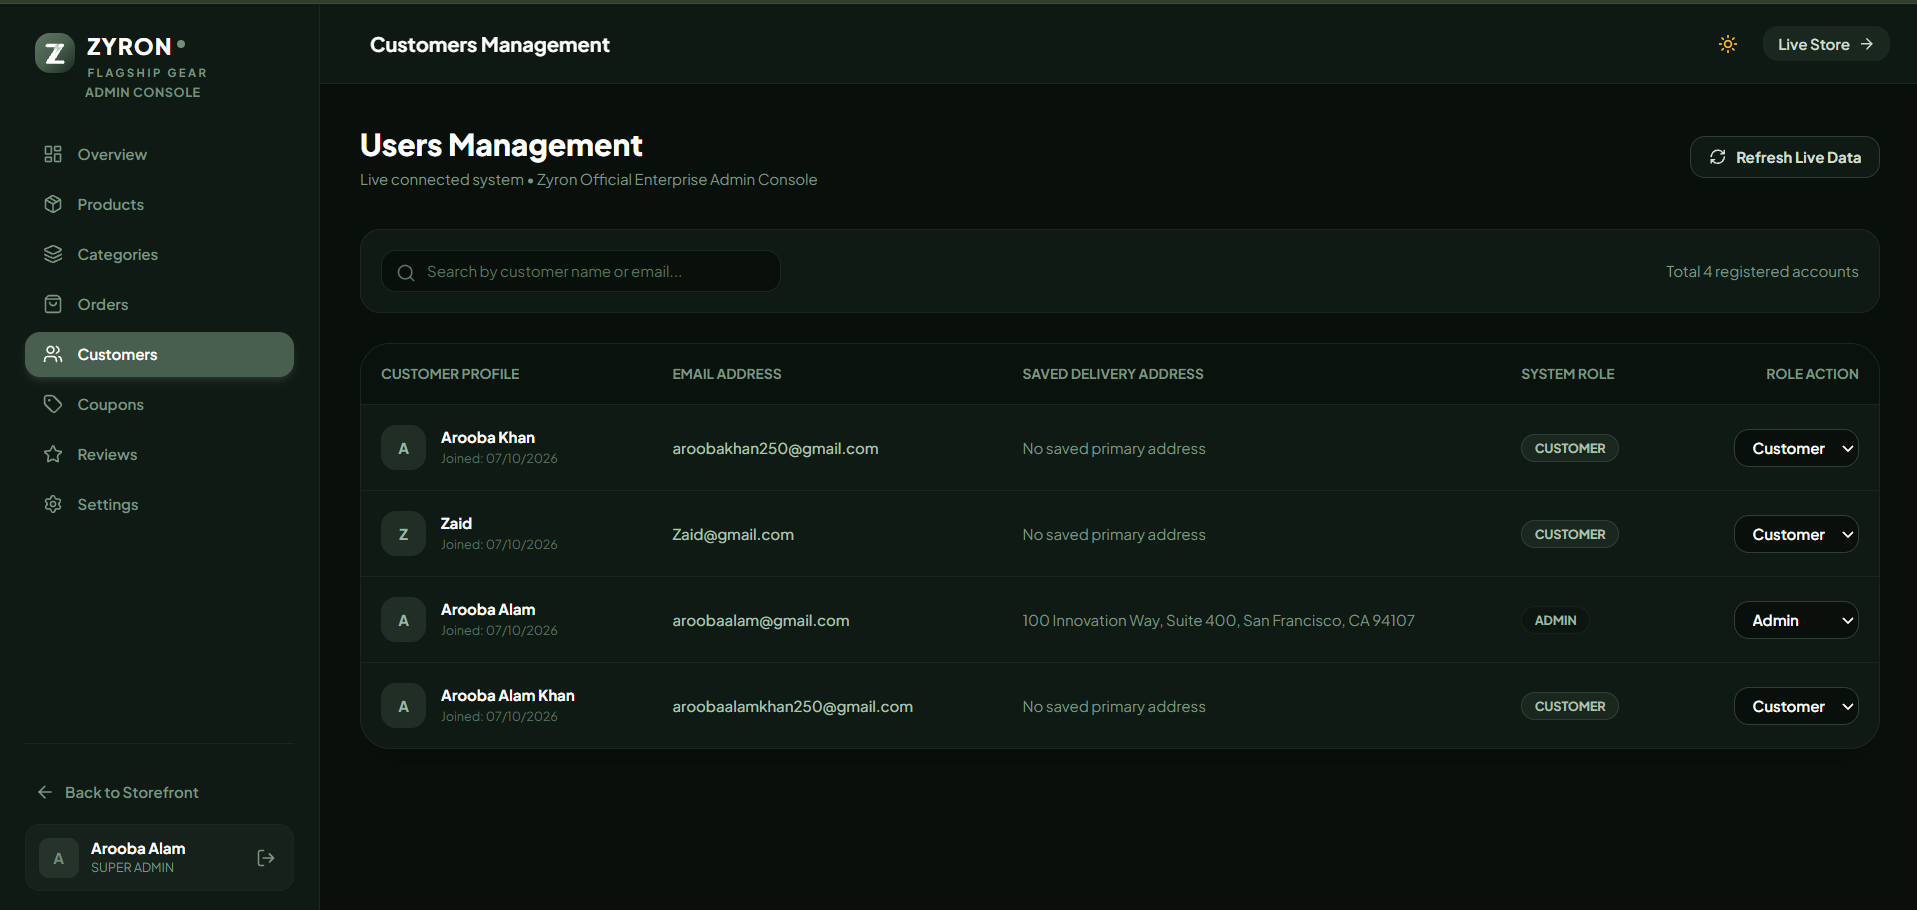 ZYRON
FLAGSHIP GEAR
ADMIN CONSOLE
Overview
Products
Categories
Orders
Customers
Coupons
Reviews
Settings
Back to Storefront
A
Arooba Alam
SUPER ADMIN
Customers Management
Live Store →
Users Management
Live connected system • Zyron Official Enterprise Admin Console
Refresh Live Data
Search by customer name or email...
Total 4 registered accounts
CUSTOMER PROFILE EMAIL ADDRESS SAVED DELIVERY ADDRESS SYSTEM ROLE ROLE ACTION
A Arooba Khan aroobakhan250@gmail.com No saved primary address CUSTOMER Customer
Joined: 07/10/2026
Z Zaid Zaid@gmail.com No saved primary address CUSTOMER Customer
Joined: 07/10/2026
A Arooba Alam aroobaalam@gmail.com 100 Innovation Way, Suite 400, San Francisco, CA 94107 ADMIN Admin
Joined: 07/10/2026
A Arooba Alam Khan aroobaalamkhan250@gmail.com No saved primary address CUSTOMER Customer
Joined: 07/10/2026